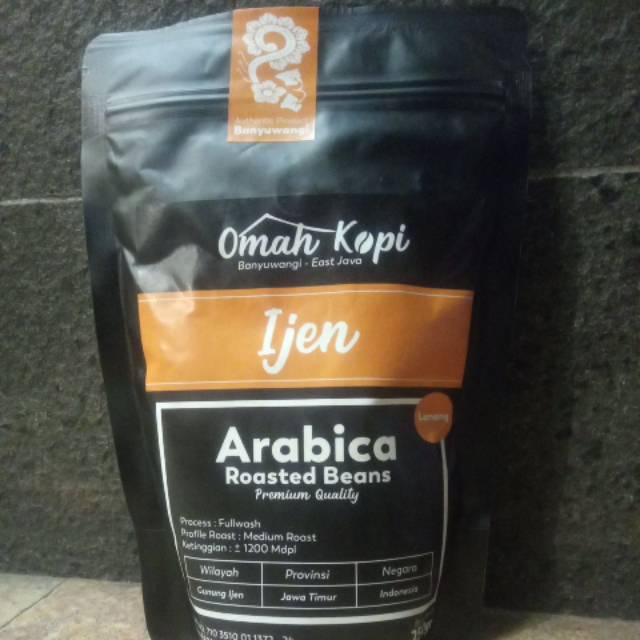 Authentic
Banyuwangi
Omah Kopi
Banyuwangi - East Java
Ijen
Lanang
Arabica
Roasted Beans
Premium Quality
Process : Fullwash
Profile Roast : Medium Roast
Ketinggian : ± 1200 Mdpl
Wilayah Provinsi Negara
Gunung Ijen Jawa Timur Indonesia